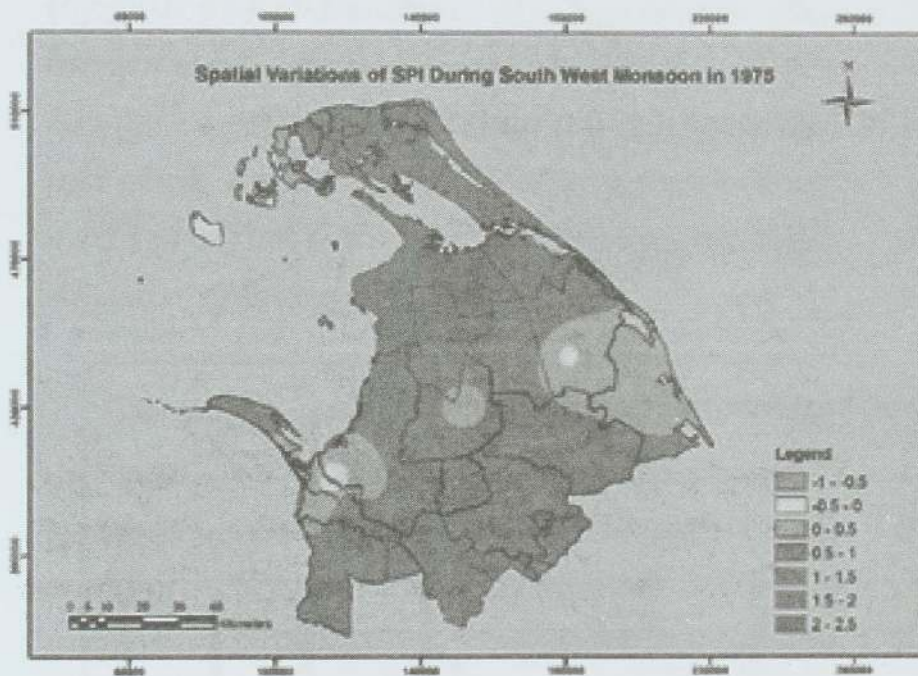 Spatial Variations of SPI During South West Monsoon in 1975
N
Legend
-1 - -0.5
-0.5 - 0
0 - 0.5
0.5 - 1
1 - 1.5
1.5 - 2
2 - 2.5
0 5 10 20 30 40
Kilometers